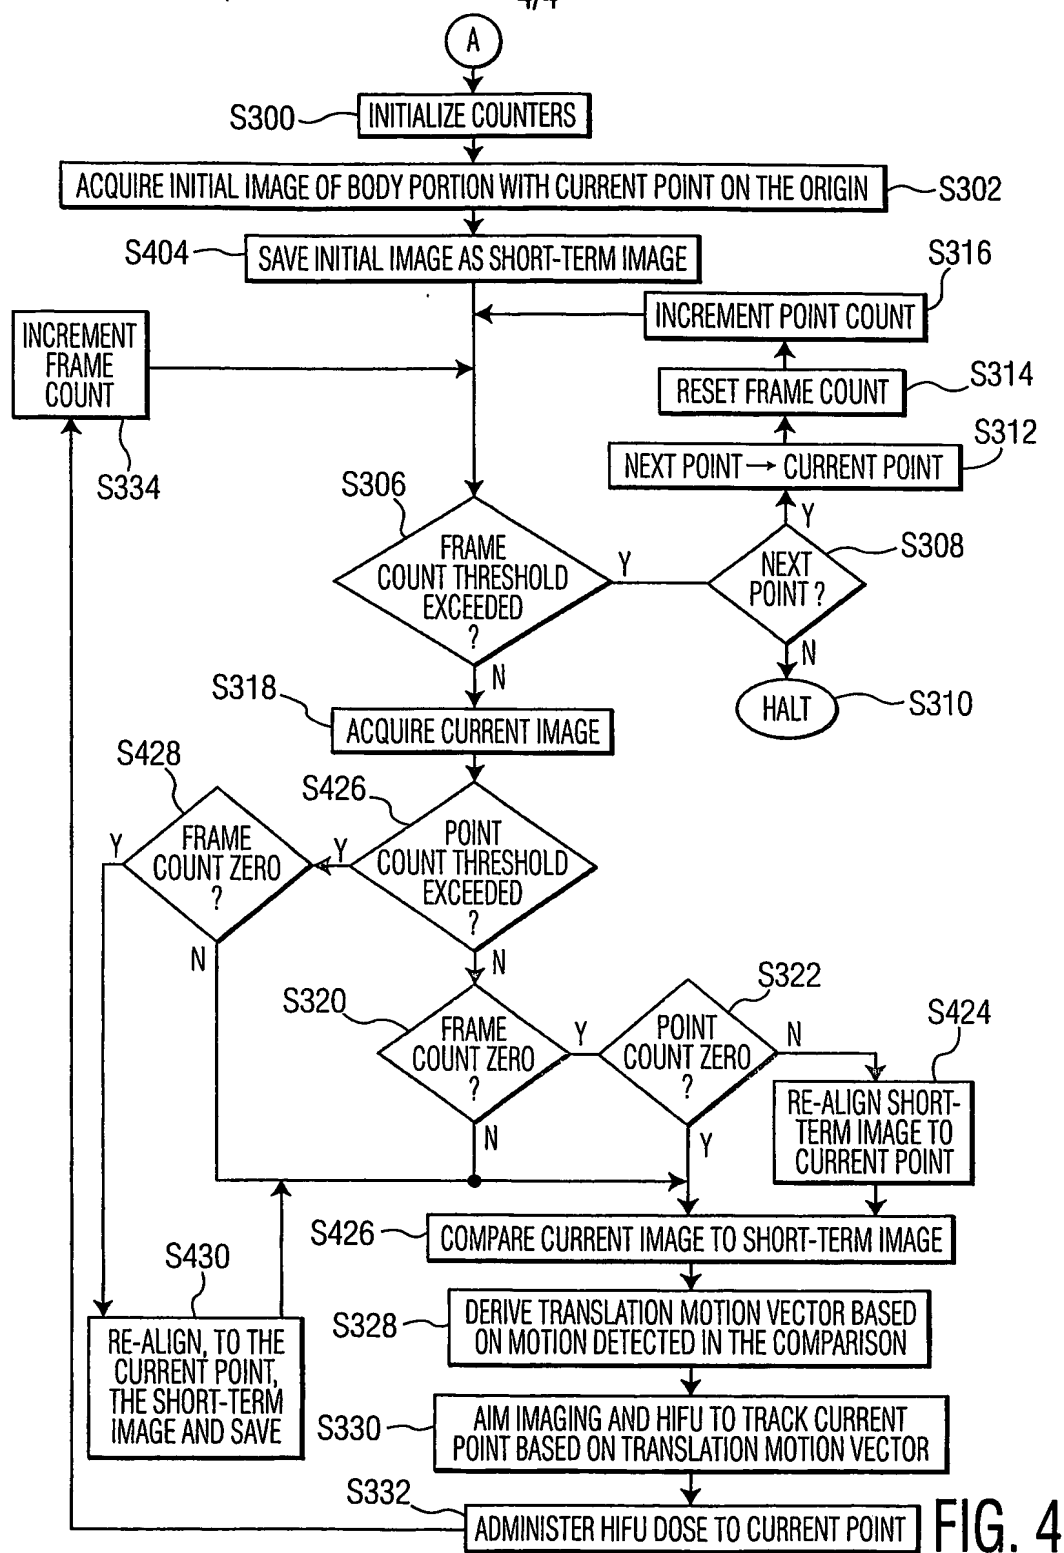 4/4
A
S300
INITIALIZE COUNTERS
ACQUIRE INITIAL IMAGE OF BODY PORTION WITH CURRENT POINT ON THE ORIGIN
S302
S404
SAVE INITIAL IMAGE AS SHORT-TERM IMAGE
S316
INCREMENT POINT COUNT
INCREMENT
FRAME
COUNT
S334
S314
RESET FRAME COUNT
S312
NEXT POINT → CURRENT POINT
Y
S306
FRAME
COUNT THRESHOLD
EXCEEDED
?
Y
N
S308
NEXT
POINT ?
N
HALT
S310
S318
ACQUIRE CURRENT IMAGE
S428
FRAME
COUNT ZERO
?
Y
N
S426
POINT
COUNT THRESHOLD
EXCEEDED
?
Y
N
S320
FRAME
COUNT ZERO
?
Y
N
S322
POINT
COUNT ZERO
?
N
Y
S424
RE-ALIGN SHORT-
TERM IMAGE TO
CURRENT POINT
S426
COMPARE CURRENT IMAGE TO SHORT-TERM IMAGE
S430
RE-ALIGN, TO THE
CURRENT POINT,
THE SHORT-TERM
IMAGE AND SAVE
S328
DERIVE TRANSLATION MOTION VECTOR BASED
ON MOTION DETECTED IN THE COMPARISON
S330
AIM IMAGING AND HIFU TO TRACK CURRENT
POINT BASED ON TRANSLATION MOTION VECTOR
S332
ADMINISTER HIFU DOSE TO CURRENT POINT
FIG. 4